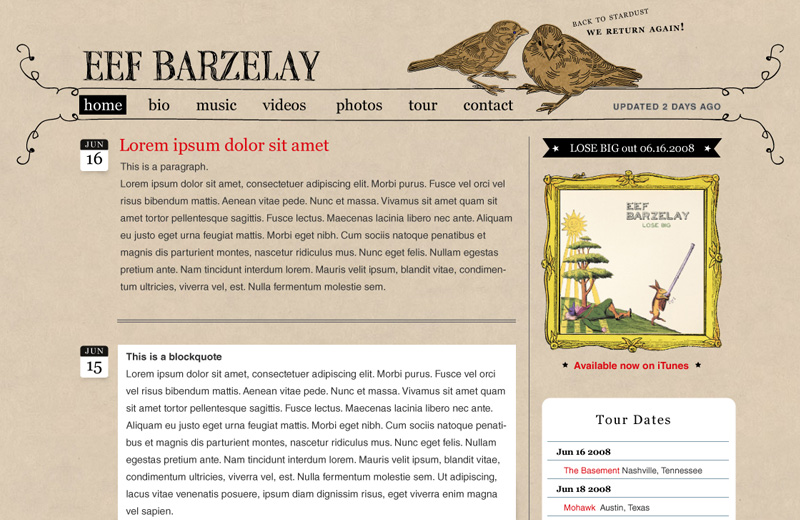 BACK TO STARDUST
WE RETURN AGAIN!
EEF BARZELAY
home bio music videos photos tour contact
UPDATED 2 DAYS AGO
JUN
16
Lorem ipsum dolor sit amet
This is a paragraph.
Lorem ipsum dolor sit amet, consectetuer adipiscing elit. Morbi purus. Fusce vel orci vel
risus bibendum mattis. Aenean vitae pede. Nunc et massa. Vivamus sit amet quam sit
amet tortor pellentesque sagittis. Fusce lectus. Maecenas lacinia libero nec ante. Aliquam
eu justo eget urna feugiat mattis. Morbi eget nibh. Cum sociis natoque penatibus et
magnis dis parturient montes, nascetur ridiculus mus. Nunc eget felis. Nullam egestas
pretium ante. Nam tincidunt interdum lorem. Mauris velit ipsum, blandit vitae, condimen-
tum ultricies, viverra vel, est. Nulla fermentum molestie sem.
JUN
15
This is a blockquote
Lorem ipsum dolor sit amet, consectetuer adipiscing elit. Morbi purus. Fusce vel orci
vel risus bibendum mattis. Aenean vitae pede. Nunc et massa. Vivamus sit amet quam
sit amet tortor pellentesque sagittis. Fusce lectus. Maecenas lacinia libero nec ante.
Aliquam eu justo eget urna feugiat mattis. Morbi eget nibh. Cum sociis natoque penati-
bus et magnis dis parturient montes, nascetur ridiculus mus. Nunc eget felis. Nullam
egestas pretium ante. Nam tincidunt interdum lorem. Mauris velit ipsum, blandit vitae,
condimentum ultricies, viverra vel, est. Nulla fermentum molestie sem. Ut adipiscing,
lacus vitae venenatis posuere, ipsum diam dignissim risus, eget viverra enim magna
vel sapien.
LOSE BIG out 06.16.2008
EEF
BARZELAY
LOSE BIG
Available now on iTunes
Tour Dates
Jun 16 2008
The Basement Nashville, Tennessee
Jun 18 2008
Mohawk Austin, Texas